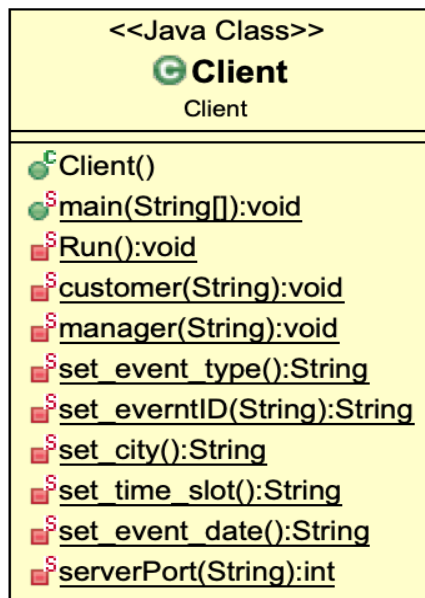 <<Java Class>>
C Client
Client
C Client()
S main(String[]):void
S Run():void
S customer(String):void
S manager(String):void
S set_event_type():String
S set_everntID(String):String
S set_city():String
S set_time_slot():String
S set_event_date():String
S serverPort(String):int